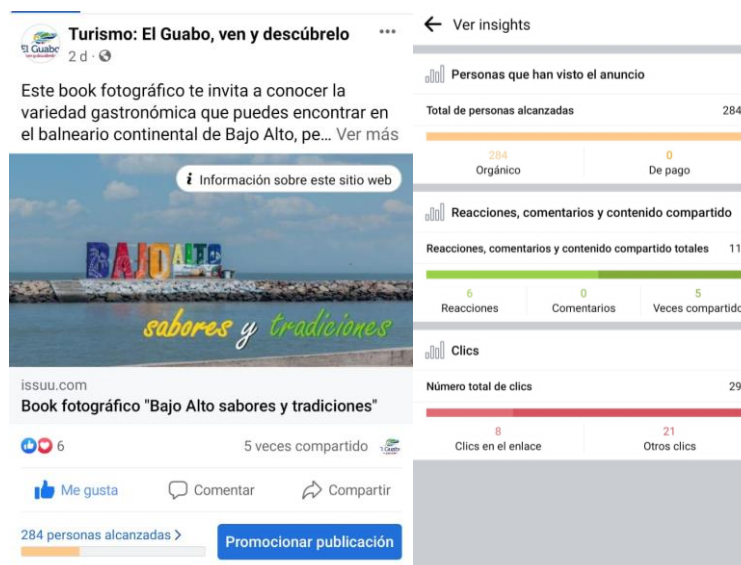 Turismo: El Guabo, ven y descúbrelo
2 d ·
Este book fotográfico te invita a conocer la
variedad gastronómica que puedes encontrar en
el balneario continental de Bajo Alto, pe... Ver más
i Información sobre este sitio web
BAJO ALTO
sabores y tradiciones
issuu.com
Book fotográfico "Bajo Alto sabores y tradiciones"
6
5 veces compartido
Me gusta
Comentar
Compartir
284 personas alcanzadas >
Promocionar publicación
Ver insights
Personas que han visto el anuncio
Total de personas alcanzadas 284
284 0
Orgánico De pago
Reacciones, comentarios y contenido compartido
Reacciones, comentarios y contenido compartido totales 11
6 0 5
Reacciones Comentarios Veces compartido
Clics
Número total de clics 29
8 21
Clics en el enlace Otros clics